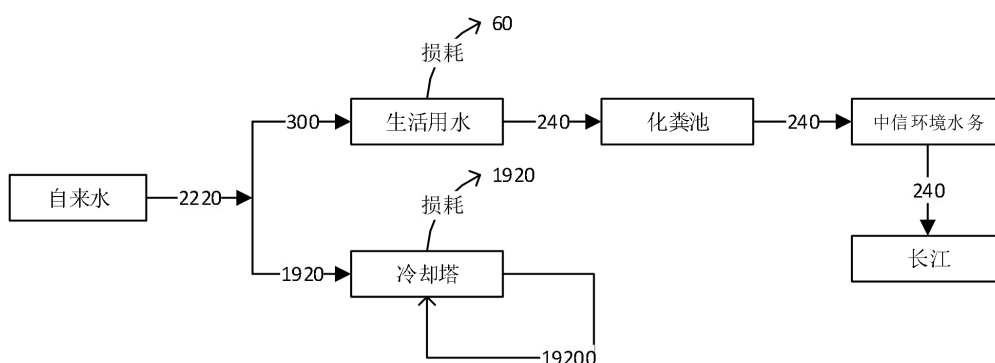 60
损耗
300
生活用水
240
化粪池
240
中信环境水务
自来水
2220
1920
损耗
240
1920
冷却塔
长江
19200